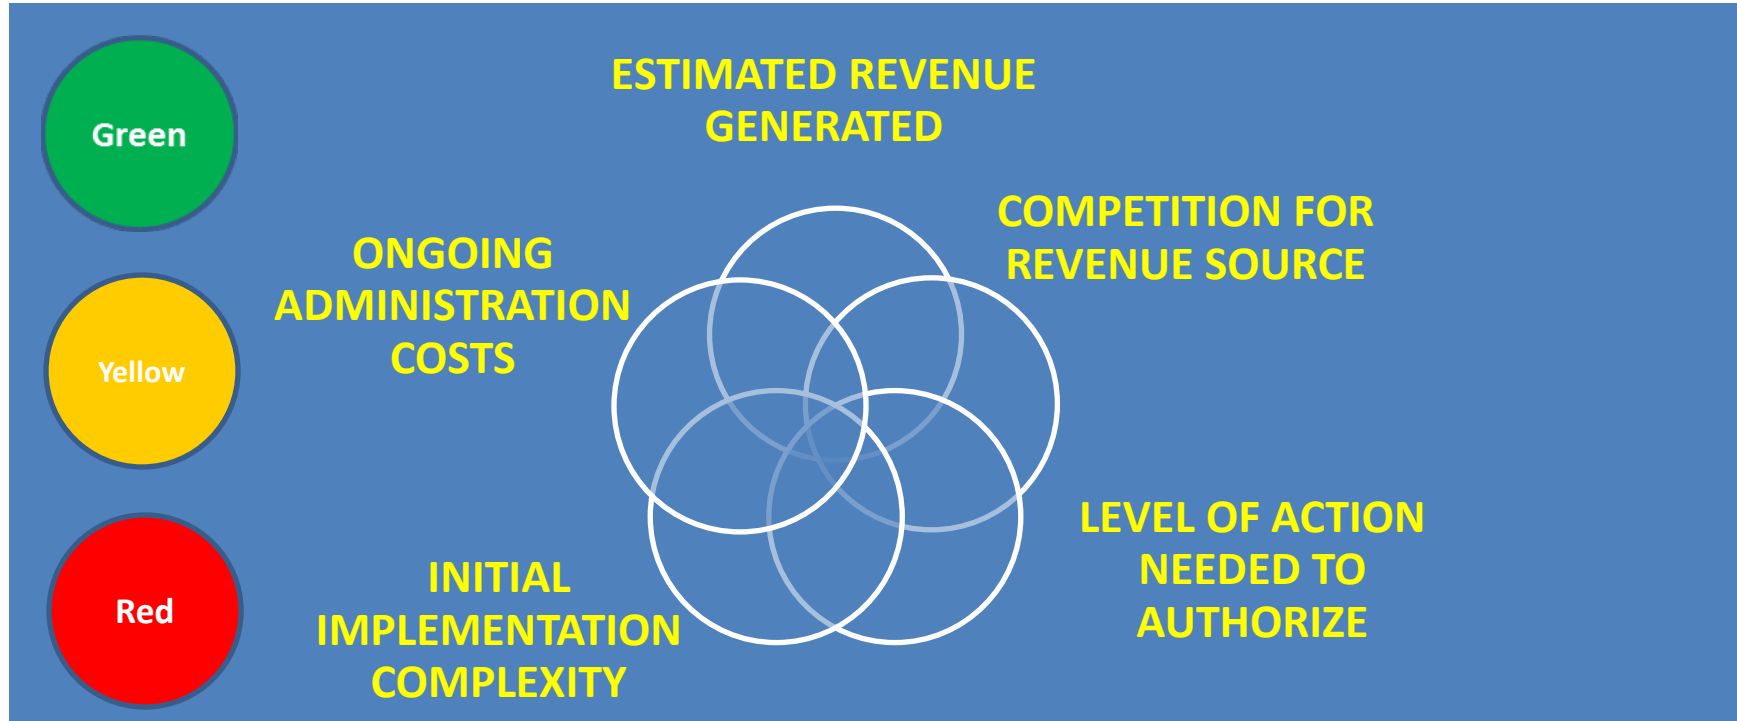 Green
Yellow
Red
ESTIMATED REVENUE
GENERATED
COMPETITION FOR
REVENUE SOURCE
LEVEL OF ACTION
NEEDED TO
AUTHORIZE
INITIAL
IMPLEMENTATION
COMPLEXITY
ONGOING
ADMINISTRATION
COSTS